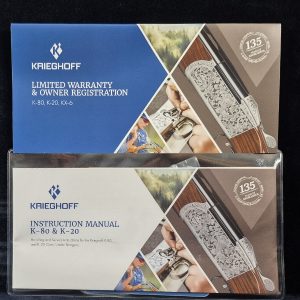 KRIEGHOFF
LIMITED WARRANTY
& OWNER REGISTRATION
K-80, K-20, KX-6
135
KRIEGHOFF
INSTRUCTION MANUAL
K-80 & K-20
135